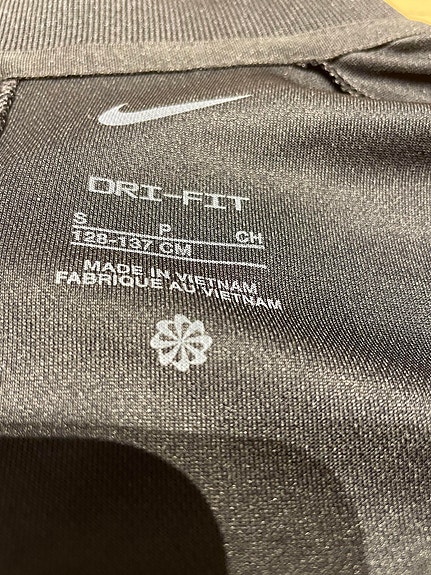 DRI-FIT
S P CH
128-137 CM
MADE IN VIETNAM
FABRIQUE AU VIETNAM